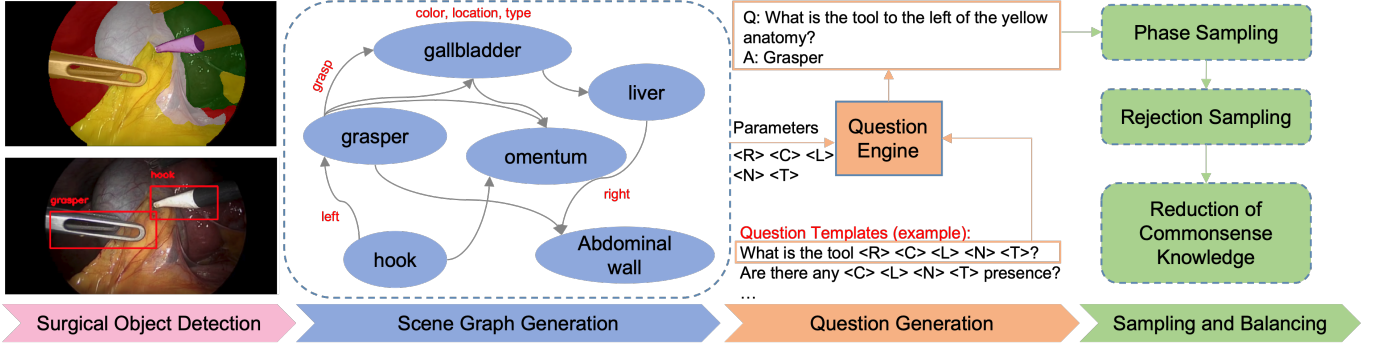 hook
grasper
color, location, type
gallbladder
grasp
liver
grasper
omentum
right
left
hook
Abdominal
wall
Q: What is the tool to the left of the yellow
anatomy?
A: Grasper
Parameters
<R> <C> <L>
<N> <T>
Question
Engine
Question Templates (example):
What is the tool <R> <C> <L> <N> <T>?
Are there any <C> <L> <N> <T> presence?
...
Phase Sampling
Rejection Sampling
Reduction of
Commonsense
Knowledge
Surgical Object Detection
Scene Graph Generation
Question Generation
Sampling and Balancing